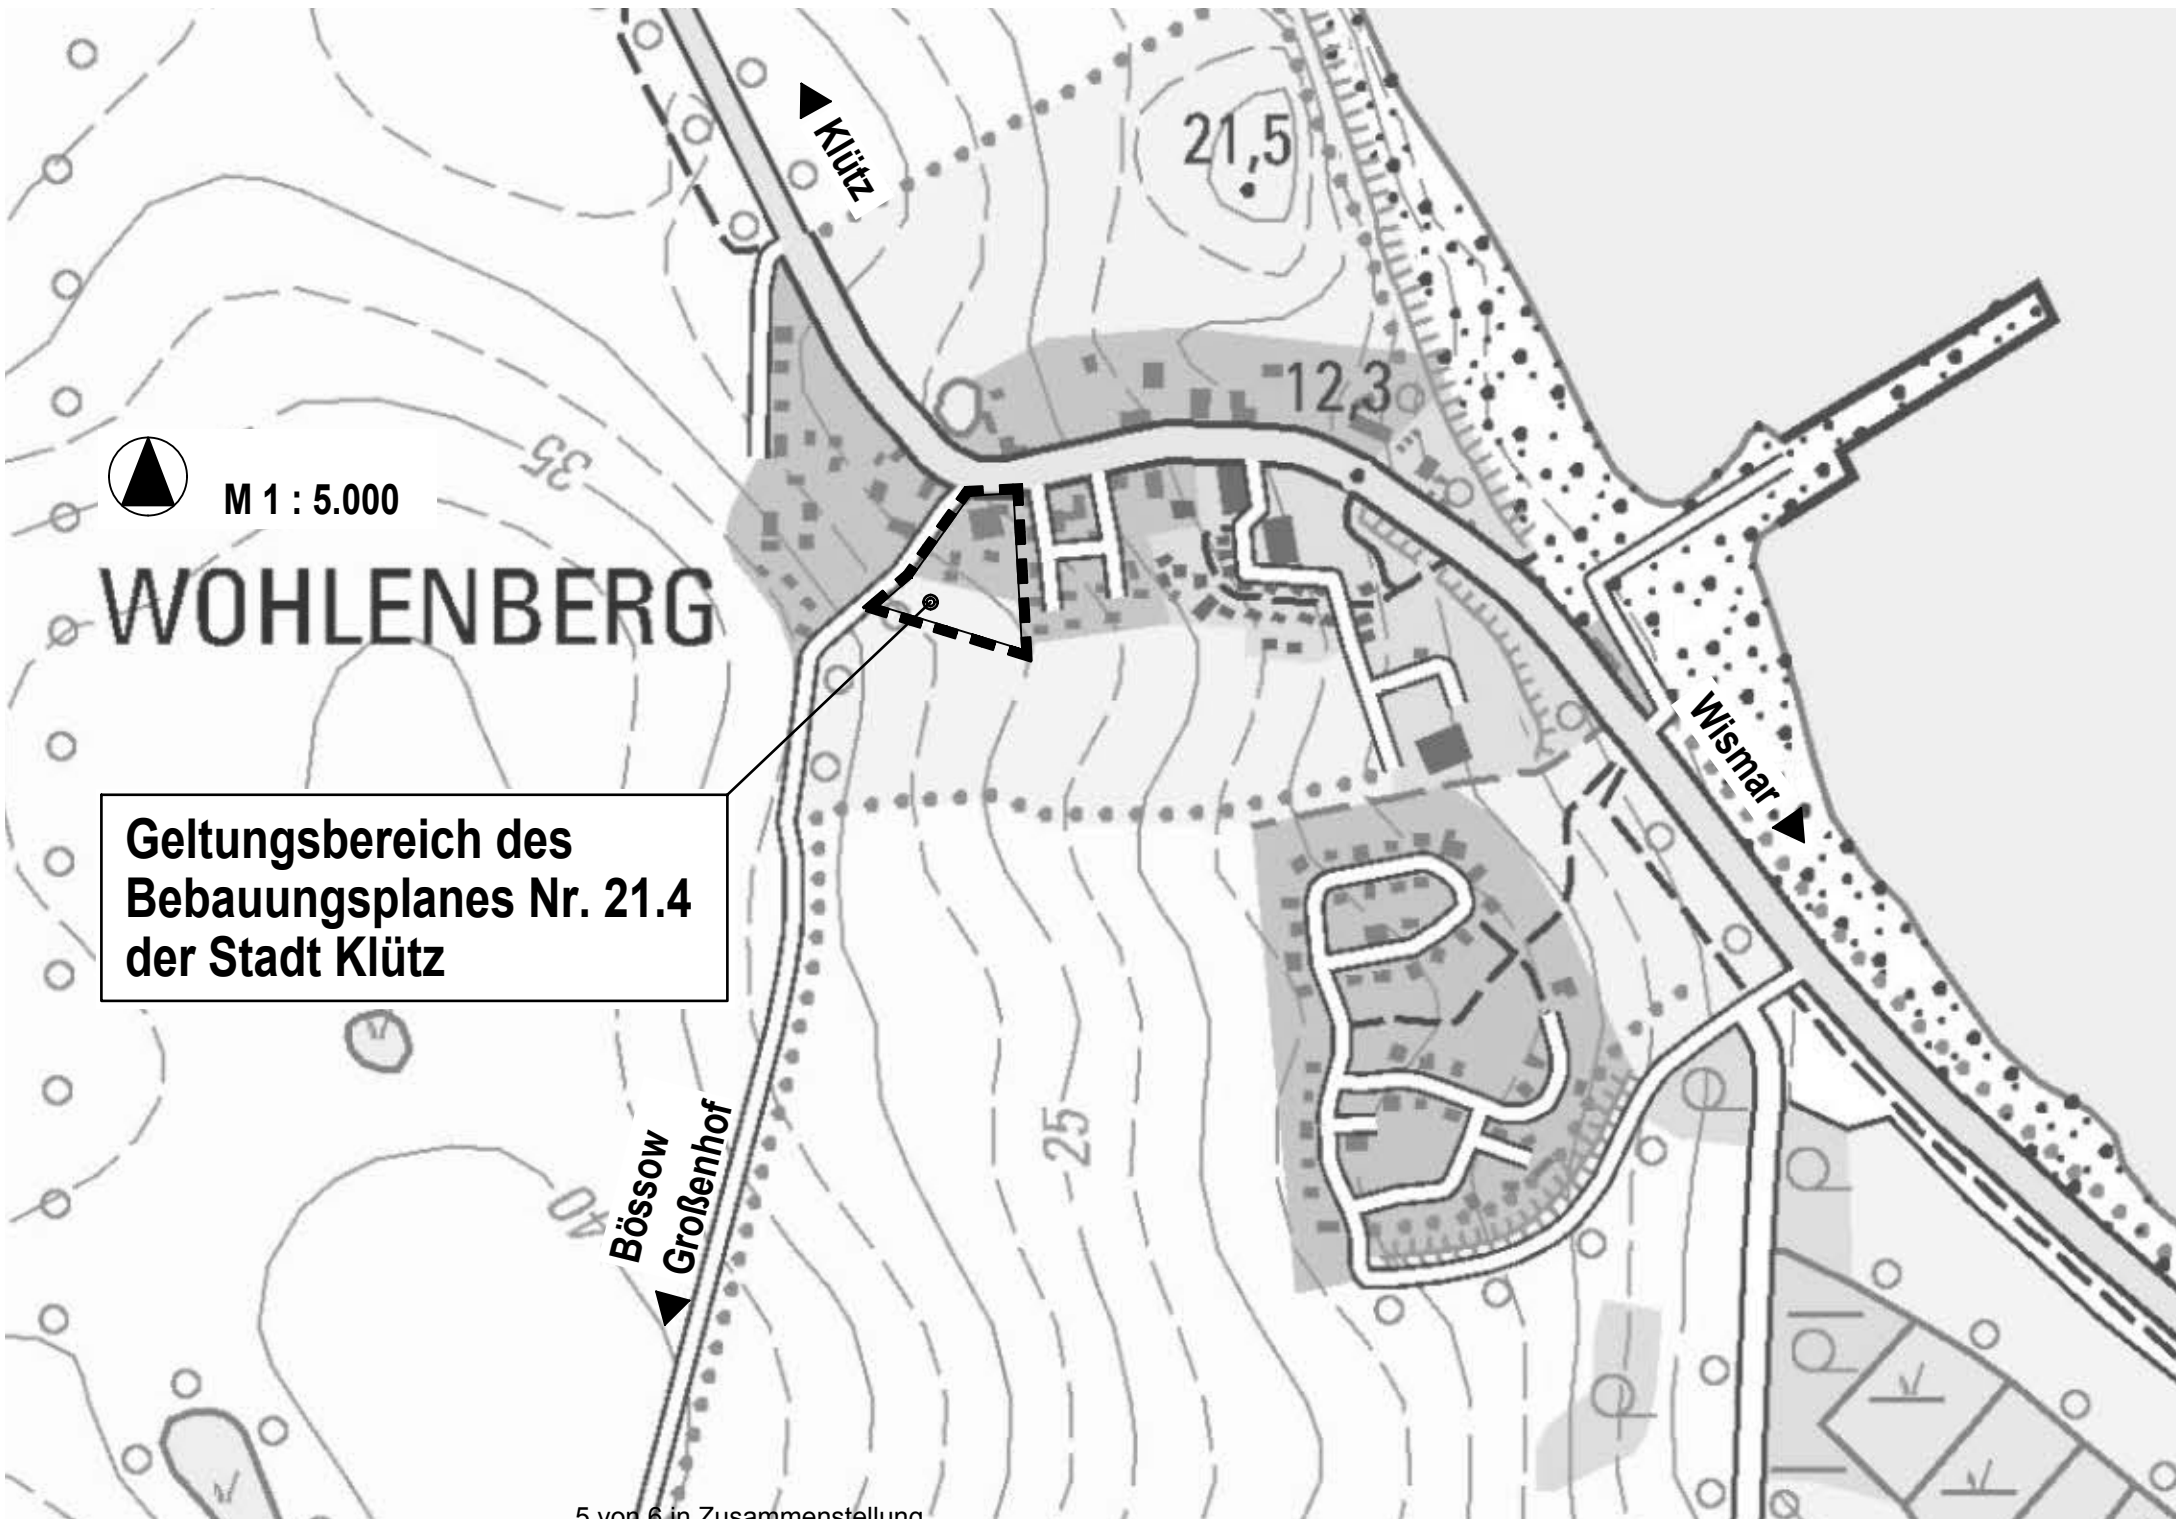 Klütz
21,5
12,3
35
M 1 : 5.000
WOHLENBERG
Wismar
Geltungsbereich des
Bebauungsplanes Nr. 21.4
der Stadt Klütz
25
Bössow
Großenhof
40
5 von 6 in Zusammenstellung